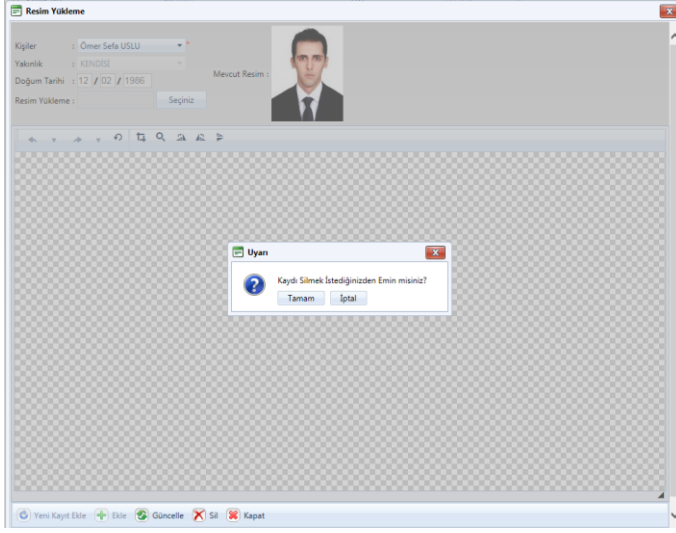 Resim Yükleme
Kişiler : Ömer Sefa USLU *
Yakınlık : KENDİSİ
Doğum Tarihi : 12 / 02 / 1986
Mevcut Resim :
Resim Yükleme : Seçiniz
Uyarı
Kaydı Silmek İstediğinizden Emin misiniz?
Tamam İptal
Yeni Kayıt Ekle Ekle Güncelle Sil Kapat